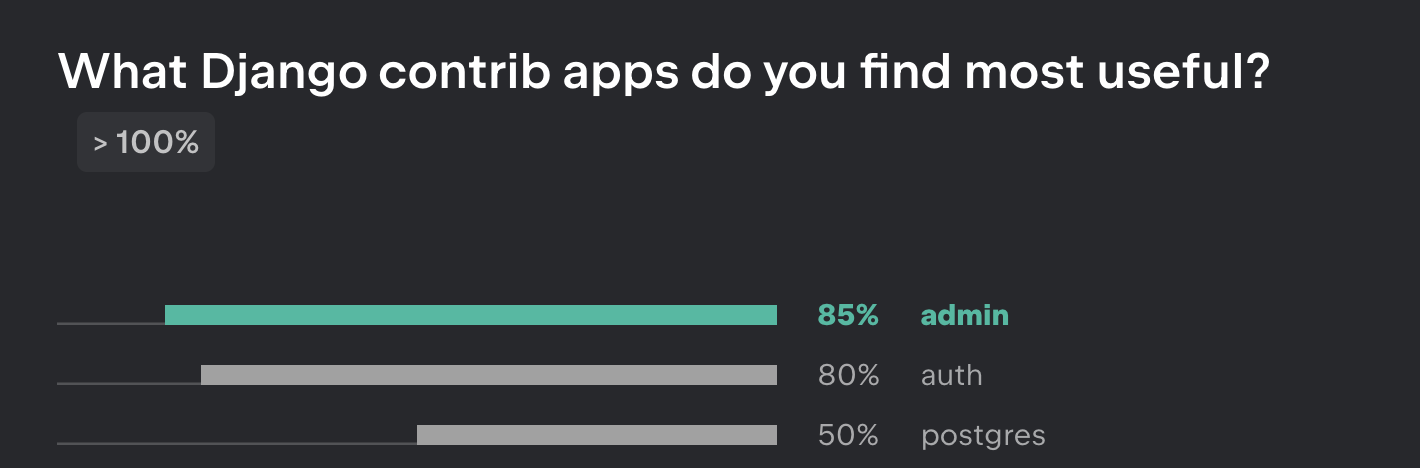 What Django contrib apps do you find most useful?
> 100%
85% admin
80% auth
50% postgres